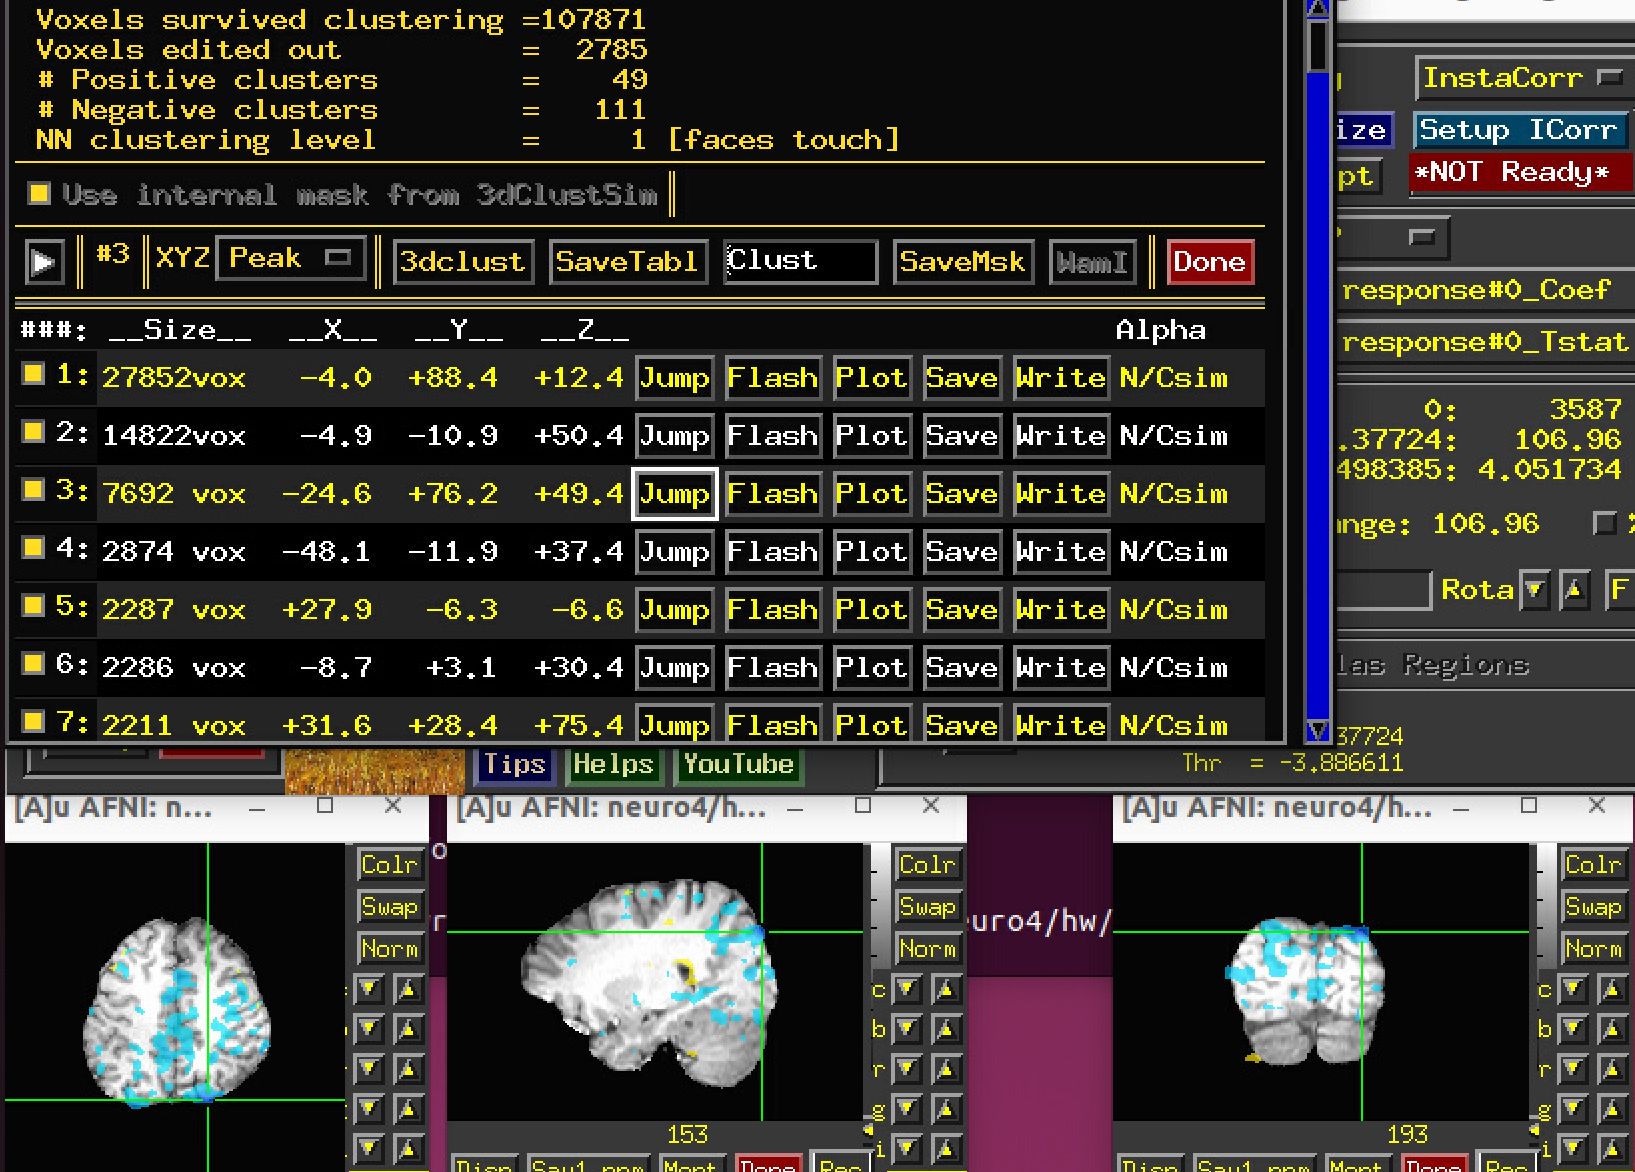 Voxels survived clustering =107871
Voxels edited out = 2785
# Positive clusters = 49
# Negative clusters = 111
NN clustering level = 1 [faces touch]
Use internal mask from 3dClustSim
#3 XYZ Peak 3dclust SaveTabl Clust SaveMsk WamI Done
###: __Size__ __X__ __Y__ __Z__ Alpha
1: 27852vox -4.0 +88.4 +12.4 Jump Flash Plot Save Write N/Csim
2: 14822vox -4.9 -10.9 +50.4 Jump Flash Plot Save Write N/Csim
3: 7692 vox -24.6 +76.2 +49.4 Jump Flash Plot Save Write N/Csim
4: 2874 vox -48.1 -11.9 +37.4 Jump Flash Plot Save Write N/Csim
5: 2287 vox +27.9 -6.3 -6.6 Jump Flash Plot Save Write N/Csim
6: 2286 vox -8.7 +3.1 +30.4 Jump Flash Plot Save Write N/Csim
7: 2211 vox +31.6 +28.4 +75.4 Jump Flash Plot Save Write N/Csim
InstaCorr
ize Setup ICorr
pt *NOT Ready*
response#0_Coef
response#0_Tstat
0: 3587
.37724: 106.96
498385: 4.051734
nge: 106.96
Rota F
las Regions
37724
Thr = -3.886611
Tips Helps YouTube
[A]u AFNI: n...
Colr
Swap
Norm
[A]u AFNI: neuro4/h...
Colr
Swap
Norm
c
b
r
g
i
153
Disp Sav1.ppm Mont Done Rec
euro4/hw/
[A]u AFNI: neuro4/h...
Colr
Swap
Norm
c
b
r
g
i
193
Disp Sav1.ppm Mont Done Rec